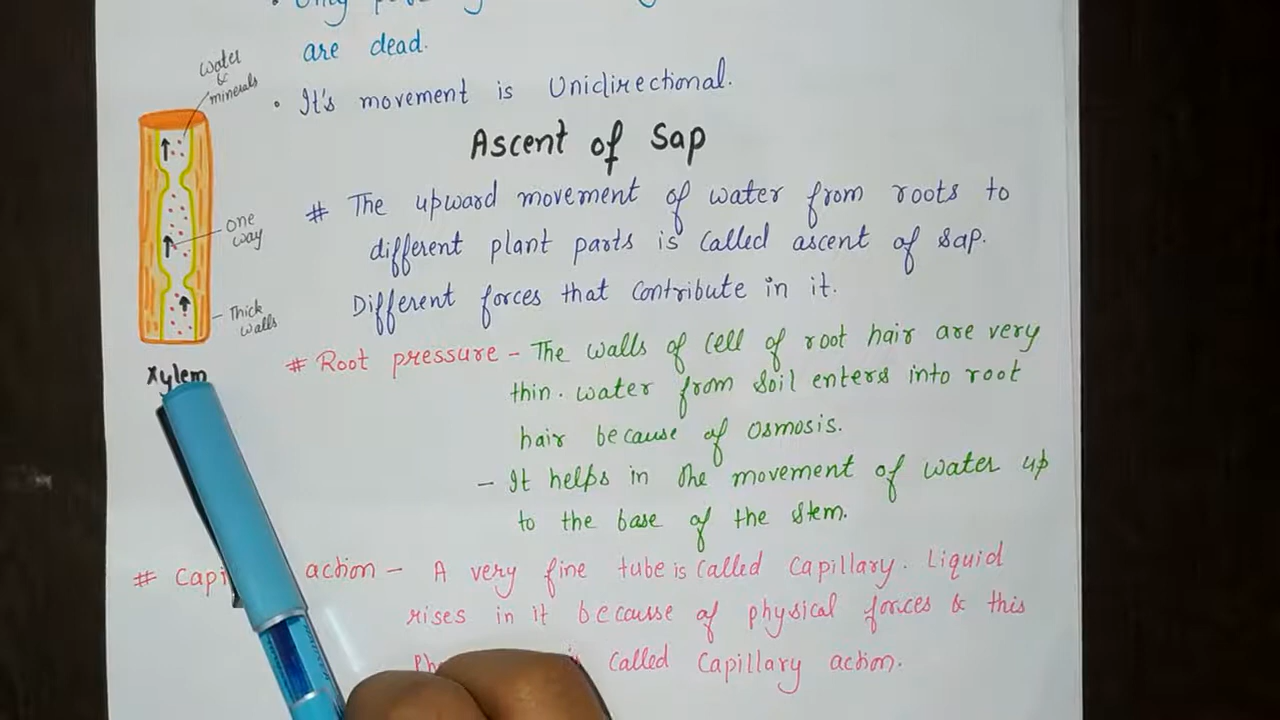 are dead.
• It's movement is Unidirectional.
water
&
minerals
one
way
Thick
walls
Xylem
Ascent of Sap
# The upward movement of water from roots to
different plant parts is called ascent of sap.
Different forces that contribute in it.
# Root pressure - The walls of cell of root hair are very
thin. water from soil enters into root
hair because of osmosis.
- It helps in the movement of water up
to the base of the stem.
# action - A very fine tube is called capillary. Liquid
rises in it becausse of physical forces & this
called Capillary action.